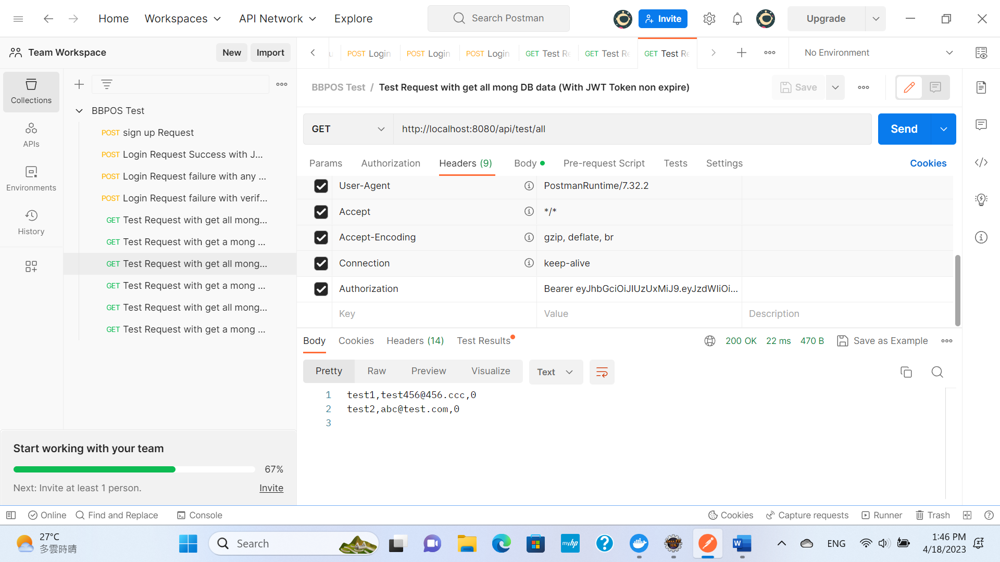 Home
Workspaces
API Network
Explore
Search Postman
Invite
Upgrade
Team Workspace
New
Import
POST Login
POST Login
POST Login
GET Test Re
GET Test Re
GET Test Re
No Environment
Collections
APIs
Environments
History
BBPOS Test
POST sign up Request
POST Login Request Success with J...
POST Login Request failure with any ...
POST Login Request failure with verif...
GET Test Request with get all mong...
GET Test Request with get a mong ...
GET Test Request with get all mong...
GET Test Request with get a mong ...
GET Test Request with get all mong...
GET Test Request with get a mong ...
Start working with your team
67%
Next: Invite at least 1 person.
Invite
BBPOS Test / Test Request with get all mong DB data (With JWT Token non expire)
Save
GET
http://localhost:8080/api/test/all
Send
Params
Authorization
Headers (9)
Body
Pre-request Script
Tests
Settings
Cookies
User-Agent
PostmanRuntime/7.32.2
Accept
*/*
Accept-Encoding
gzip, deflate, br
Connection
keep-alive
Authorization
Bearer eyJhbGciOiJIUzUxMiJ9.eyJzdWIiOi...
Key
Value
Description
Body
Cookies
Headers (14)
Test Results
200 OK
22 ms
470 B
Save as Example
Pretty
Raw
Preview
Visualize
Text
1 test1,test456@456.ccc,0
2 test2,abc@test.com,0
3
Online
Find and Replace
Console
Cookies
Capture requests
Runner
Trash
27°C
多雲時晴
Search
myhp
Java EE
IDE
W
ENG
1:46 PM
4/18/2023